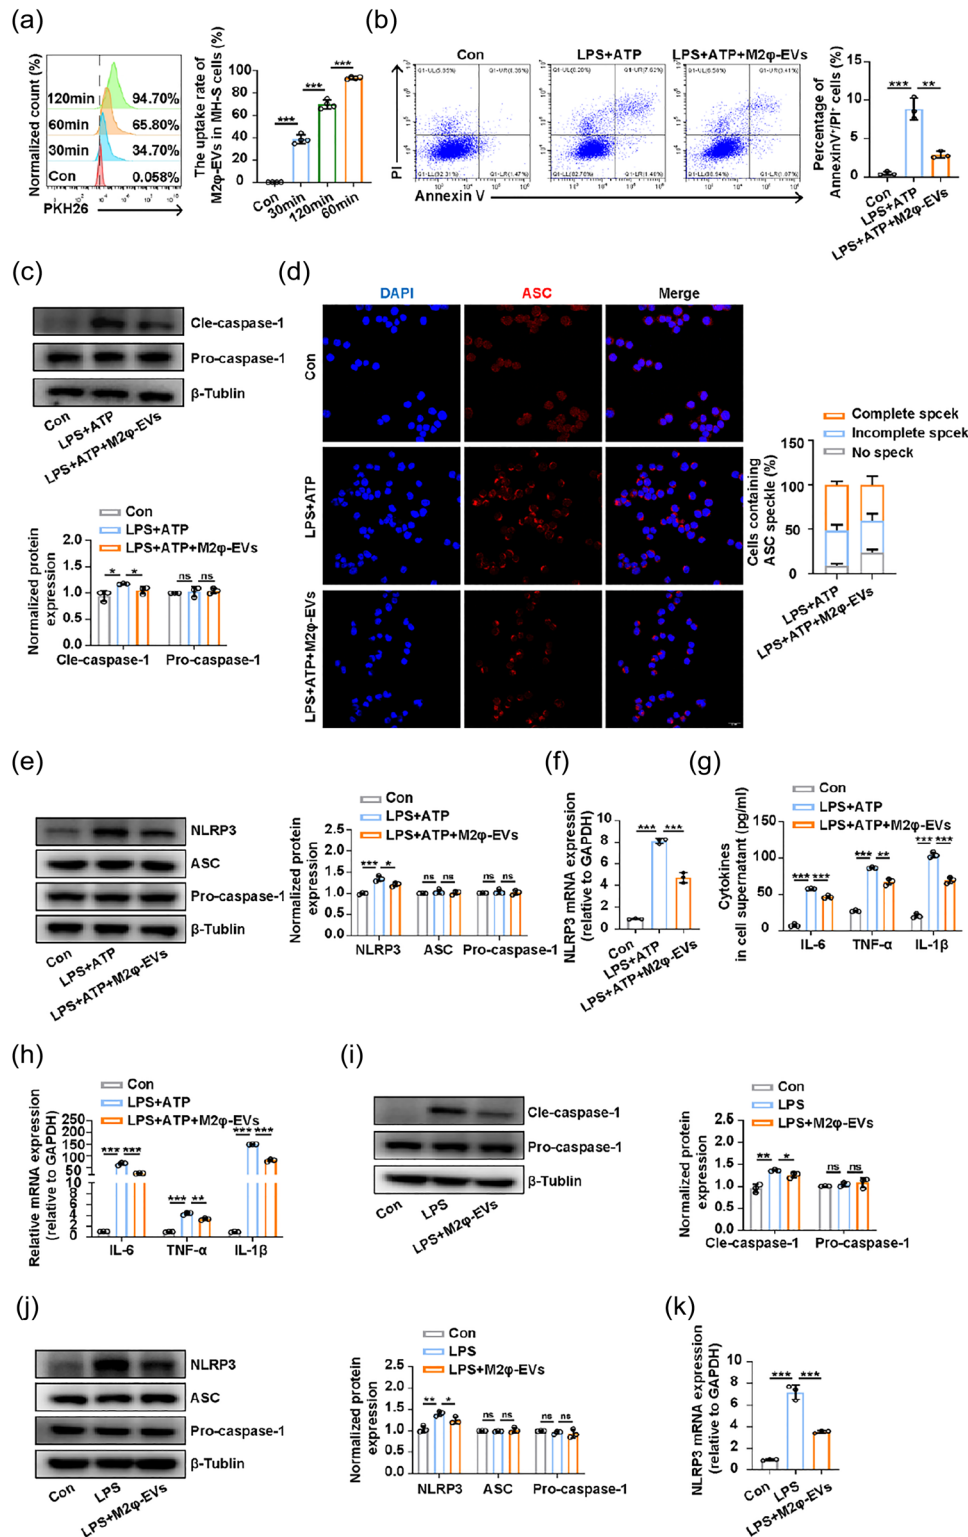 (a)
Normalized count (%)
120min 94.70%
60min 65.80%
30min 34.70%
Con 0.058%
PKH26
The uptake rate of
M2φ-EVs in MH-S cells (%)
100
80
60
40
20
0
***
***
***
Con
30min
120min
60min
(b)
Con
LPS+ATP
LPS+ATP+M2φ-EVs
PI
Annexin V
Percentage of
AnnexinV⁺/PI⁺ cells (%)
15
10
5
0
***
**
Con
LPS+ATP
LPS+ATP+M2φ-EVs
(c)
Cle-caspase-1
Pro-caspase-1
β-Tublin
Con
LPS+ATP
LPS+ATP+M2φ-EVs
Con
LPS+ATP
LPS+ATP+M2φ-EVs
Normalized protein
expression
2.0
1.5
1.0
0.5
0.0
* *
ns ns
Cle-caspase-1
Pro-caspase-1
(d)
DAPI
ASC
Merge
Con
LPS+ATP
LPS+ATP+M2φ-EVs
Complete spcek
Incomplete spcek
No speck
Cells containing
ASC speckle (%)
150
100
50
0
LPS+ATP
LPS+ATP+M2φ-EVs
(e)
NLRP3
ASC
Pro-caspase-1
β-Tublin
Con
LPS+ATP
LPS+ATP+M2φ-EVs
Con
LPS+ATP
LPS+ATP+M2φ-EVs
Normalized protein
expression
2.5
2.0
1.5
1.0
0.5
0.0
*** *
ns ns
ns ns
NLRP3
ASC
Pro-caspase-1
(f)
NLRP3 mRNA expression
(relative to GAPDH)
10
8
6
4
2
0
*** ***
Con
LPS+ATP
LPS+ATP+M2φ-EVs
(g)
Con
LPS+ATP
LPS+ATP+M2φ-EVs
Cytokines
in cell supernatant (pg/ml)
150
100
50
0
*** ***
*** **
*** ***
IL-6
TNF-α
IL-1β
(h)
Con
LPS+ATP
LPS+ATP+M2φ-EVs
Relative mRNA expression
(relative to GAPDH)
250
200
150
100
50
10
8
6
4
2
0
*** ***
*** **
*** ***
IL-6
TNF-α
IL-1β
(i)
Cle-caspase-1
Pro-caspase-1
β-Tublin
Con
LPS
LPS+M2φ-EVs
Con
LPS
LPS+M2φ-EVs
Normalized protein
expression
2.5
2.0
1.5
1.0
0.5
0.0
** *
ns ns
Cle-caspase-1
Pro-caspase-1
(j)
NLRP3
ASC
Pro-caspase-1
β-Tublin
Con
LPS
LPS+M2φ-EVs
Con
LPS
LPS+M2φ-EVs
Normalized protein
expression
2.5
2.0
1.5
1.0
0.5
0.0
** *
ns ns
ns ns
NLRP3
ASC
Pro-caspase-1
(k)
NLRP3 mRNA expression
(relative to GAPDH)
10
8
6
4
2
0
*** ***
Con
LPS
LPS+M2φ-EVs